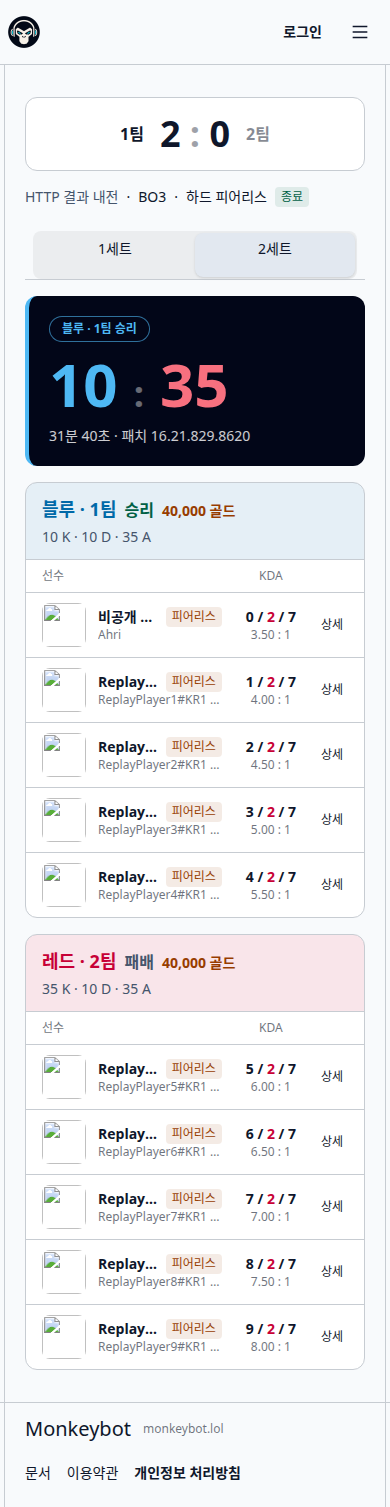 로그인
1팀 2 : 0 2팀
HTTP 결과 내전 · BO3 · 하드 피어리스 종료
1세트 2세트
블루 · 1팀 승리
10 : 35
31분 40초 · 패치 16.21.829.8620
블루 · 1팀 승리 40,000 골드
10 K · 10 D · 35 A
선수 KDA
비공개 ... 피어리스 0 / 2 / 7 상세
Ahri 3.50 : 1
Replay... 피어리스 1 / 2 / 7 상세
ReplayPlayer1#KR1 ... 4.00 : 1
Replay... 피어리스 2 / 2 / 7 상세
ReplayPlayer2#KR1 ... 4.50 : 1
Replay... 피어리스 3 / 2 / 7 상세
ReplayPlayer3#KR1 ... 5.00 : 1
Replay... 피어리스 4 / 2 / 7 상세
ReplayPlayer4#KR1 ... 5.50 : 1
레드 · 2팀 패배 40,000 골드
35 K · 10 D · 35 A
선수 KDA
Replay... 피어리스 5 / 2 / 7 상세
ReplayPlayer5#KR1 ... 6.00 : 1
Replay... 피어리스 6 / 2 / 7 상세
ReplayPlayer6#KR1 ... 6.50 : 1
Replay... 피어리스 7 / 2 / 7 상세
ReplayPlayer7#KR1 ... 7.00 : 1
Replay... 피어리스 8 / 2 / 7 상세
ReplayPlayer8#KR1 ... 7.50 : 1
Replay... 피어리스 9 / 2 / 7 상세
ReplayPlayer9#KR1 ... 8.00 : 1
Monkeybot monkeybot.lol
문서 이용약관 개인정보 처리방침